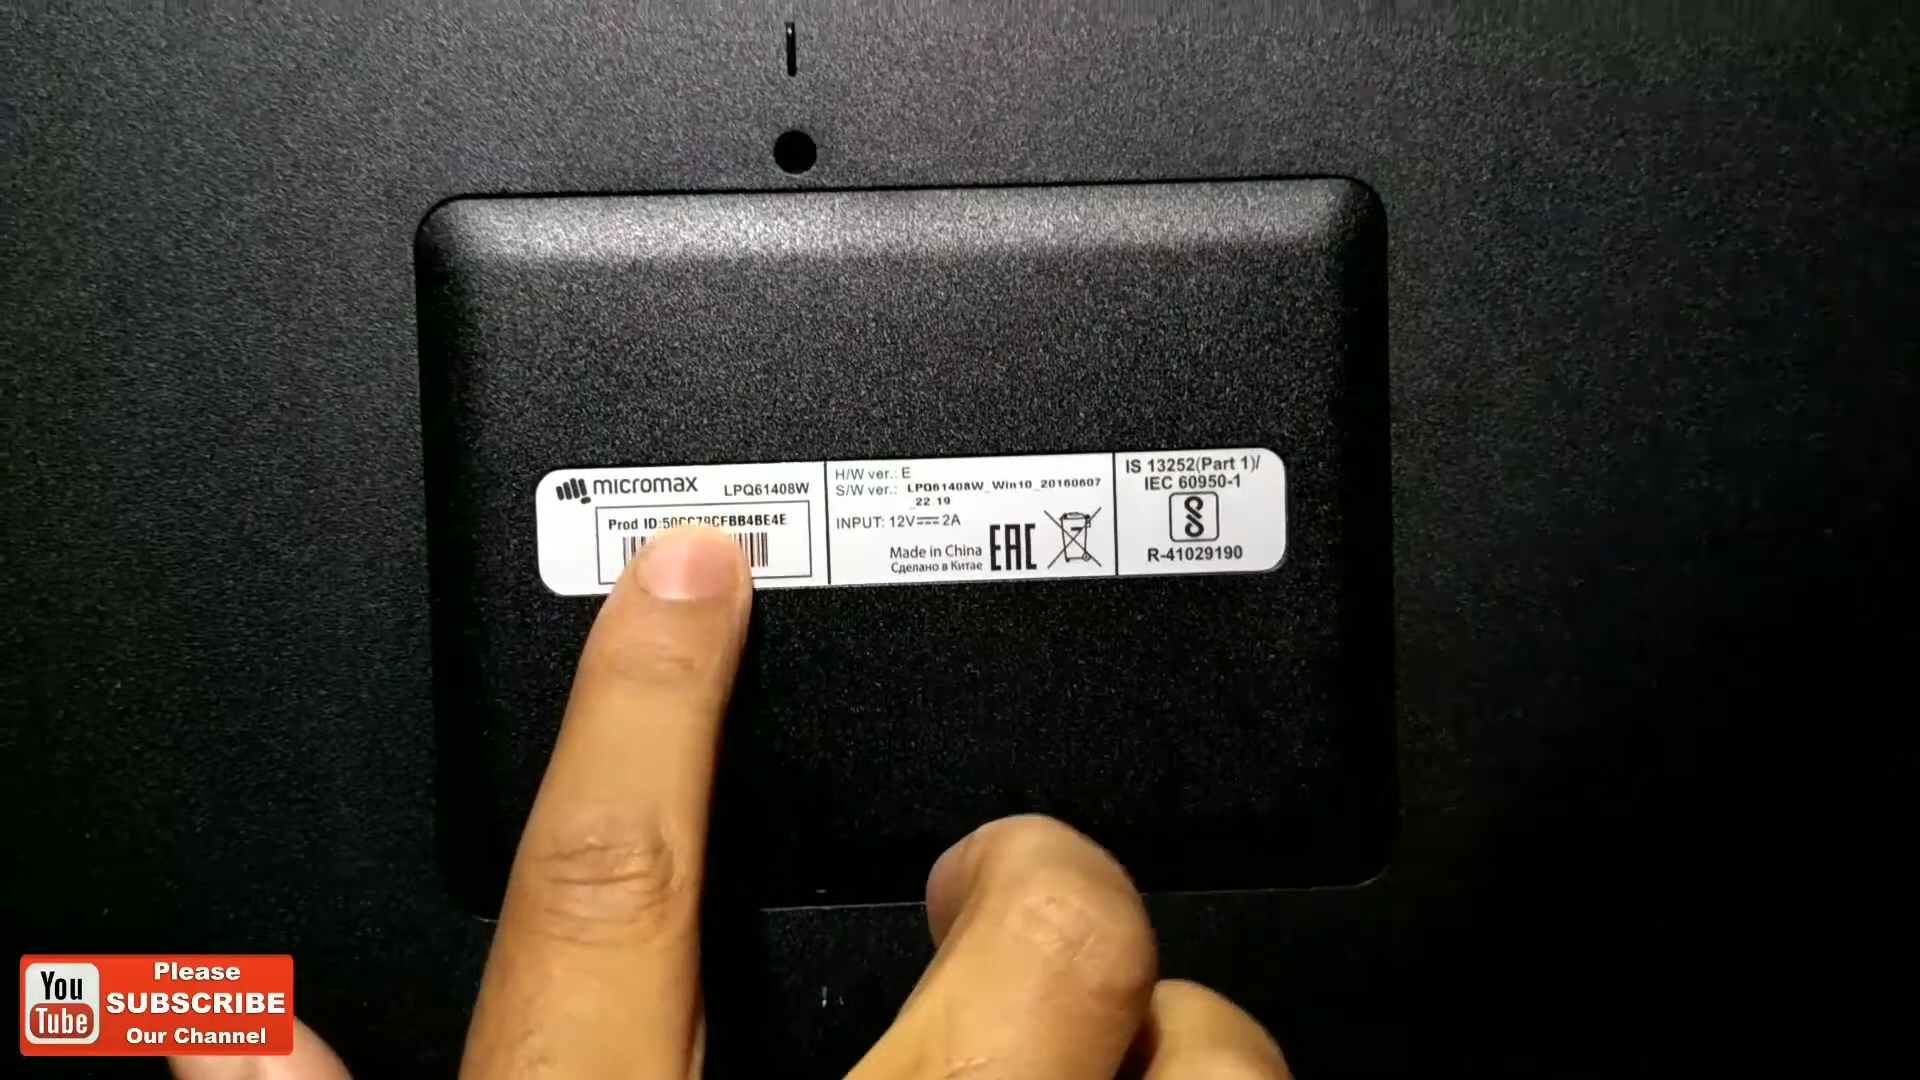 micromax
LPQ61408W
Prod ID:50CC79CFBB4BE4E
H/W ver.: E
S/W ver.: LPQ61408W_Win10_20160607
_22.19
INPUT: 12V⎓2A
Made in China
Сделано в Китае
EAC
IS 13252(Part 1)/
IEC 60950-1
R-41029190
You
Tube
Please
SUBSCRIBE
Our Channel